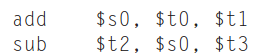 add $s0, $t0, $t1
sub $t2, $s0, $t3